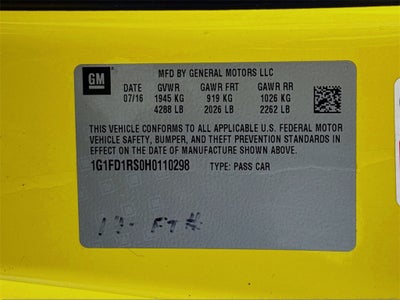 GM
MFD BY GENERAL MOTORS LLC
DATE GVWR GAWR FRT GAWR RR
07/16 1945 KG 919 KG 1026 KG
4288 LB 2026 LB 2262 LB
THIS VEHICLE CONFORMS TO ALL APPLICABLE U.S. FEDERAL MOTOR
VEHICLE SAFETY, BUMPER, AND THEFT PREVENTION STANDARDS IN
EFFECT ON THE DATE OF MANUFACTURE SHOWN ABOVE.
1G1FD1RS0H0110298 TYPE: PASS CAR